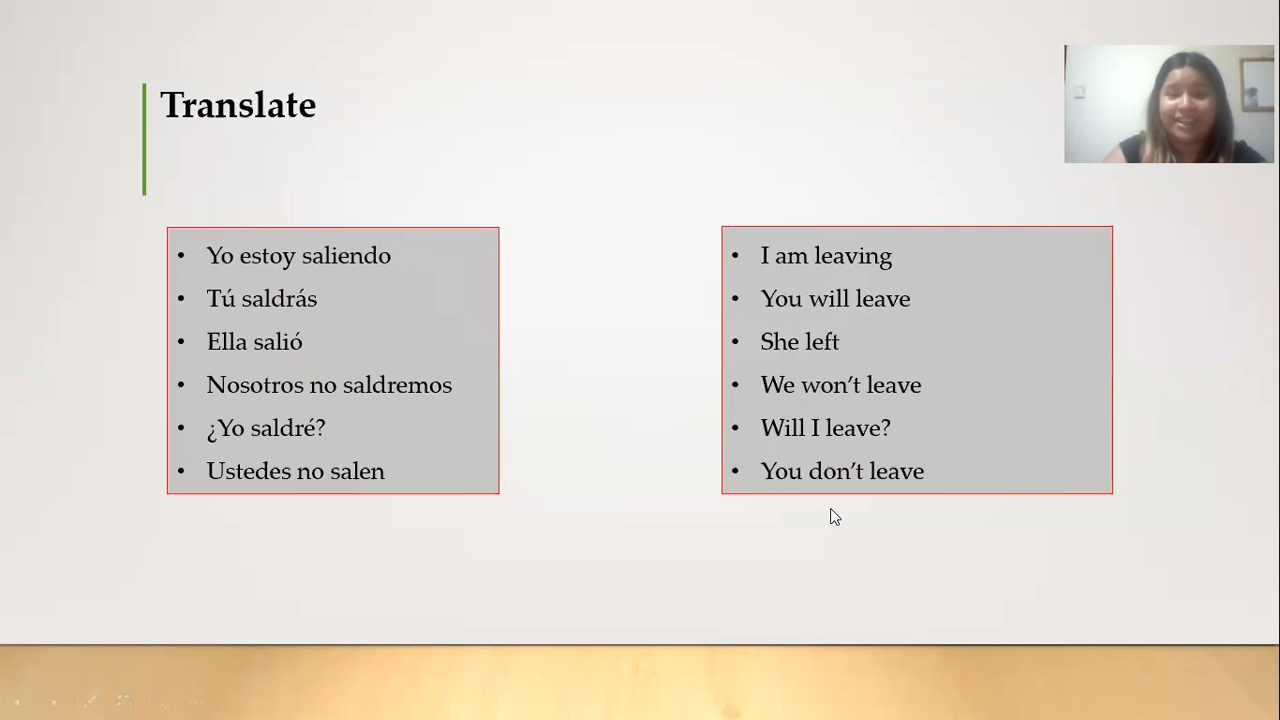 Translate
• Yo estoy saliendo
• Tú saldrás
• Ella salió
• Nosotros no saldremos
• ¿Yo saldré?
• Ustedes no salen
• I am leaving
• You will leave
• She left
• We won’t leave
• Will I leave?
• You don’t leave